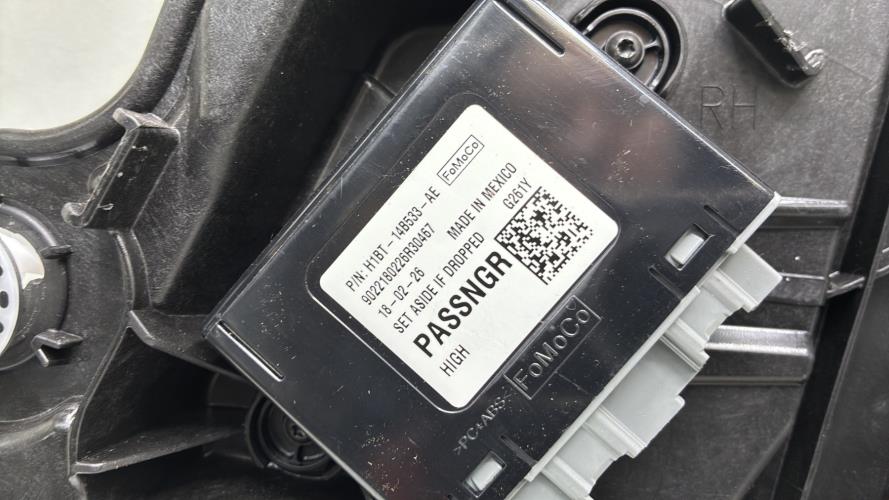 RH
P/N: H1BT-14B533-AE FoMoCo
9022180226R30467
18-02-26 MADE IN MEXICO
SET ASIDE IF DROPPED G261Y
PASSNGR
HIGH
>PC+ABS<
FoMoCo